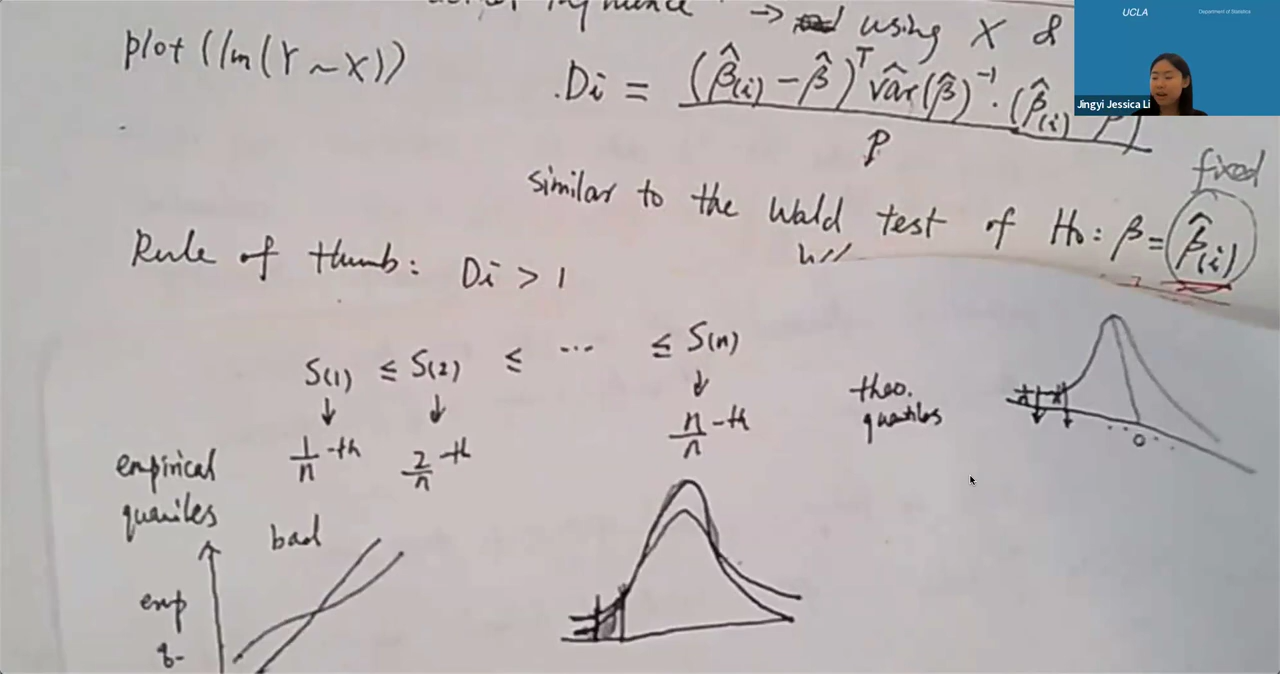 influence → using X &
plot (lm(Y ~ X))
Di = (β̂(i) − β̂)ᵀ var̂(β̂)⁻¹ · (β̂(i) − β̂) / P
similar to the Wald test of H₀: β = β̂(i)
fixed
Rule of thumb: Di > 1
S(1) ≤ S(2) ≤ ... ≤ S(n)
↓ ↓ ↓
1/n -th 2/n -th n/n -th
empirical
quantiles
bad
emp
q-
theo.
quantiles
0
UCLA
Department of Statistics
Jingyi Jessica Li